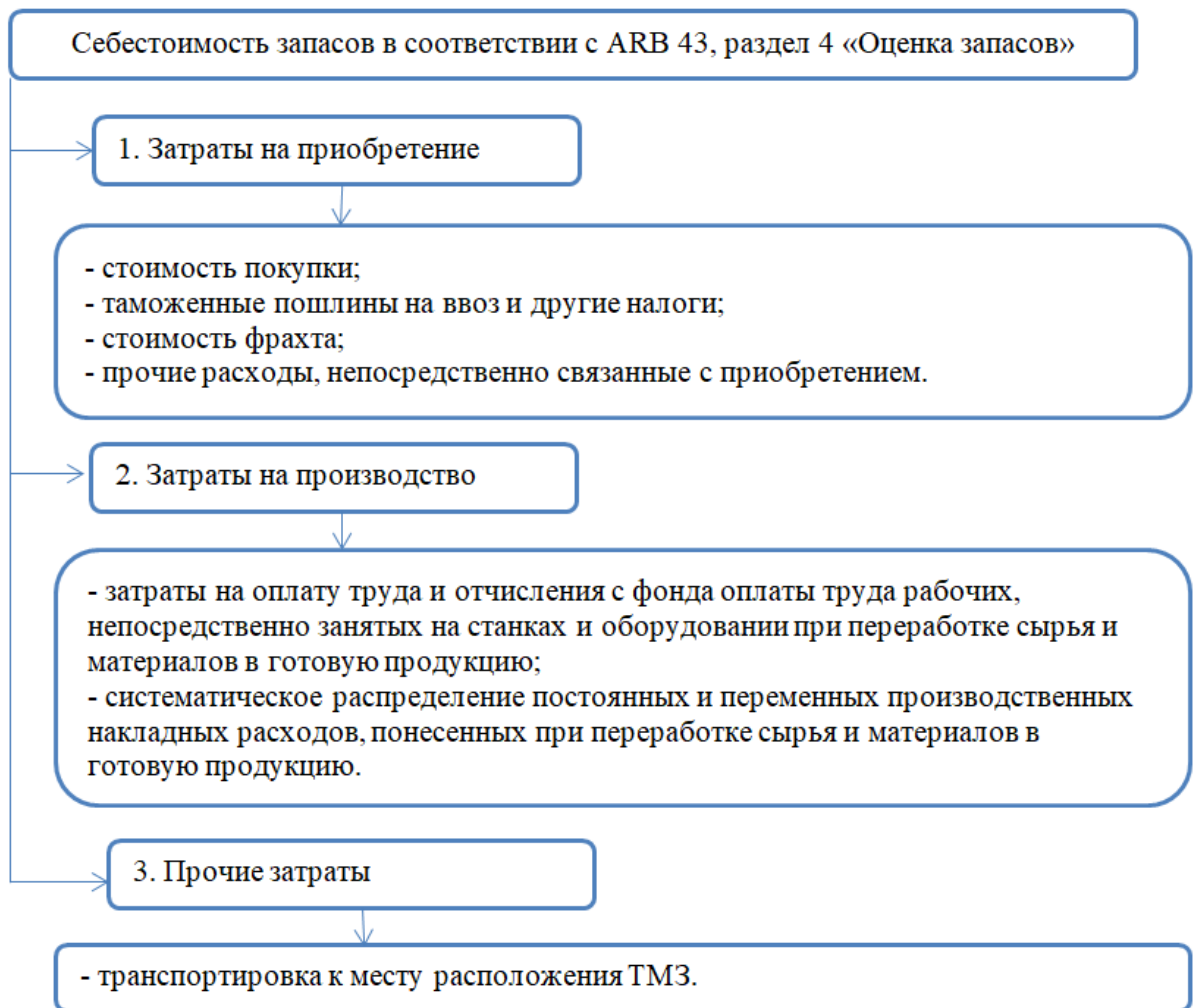 Себестоимость запасов в соответствии с ARB 43, раздел 4 «Оценка запасов»
1. Затраты на приобретение
- стоимость покупки;
- таможенные пошлины на ввоз и другие налоги;
- стоимость фрахта;
- прочие расходы, непосредственно связанные с приобретением.
2. Затраты на производство
- затраты на оплату труда и отчисления с фонда оплаты труда рабочих,
непосредственно занятых на станках и оборудовании при переработке сырья и
материалов в готовую продукцию;
- систематическое распределение постоянных и переменных производственных
накладных расходов, понесенных при переработке сырья и материалов в
готовую продукцию.
3. Прочие затраты
- транспортировка к месту расположения ТМЗ.